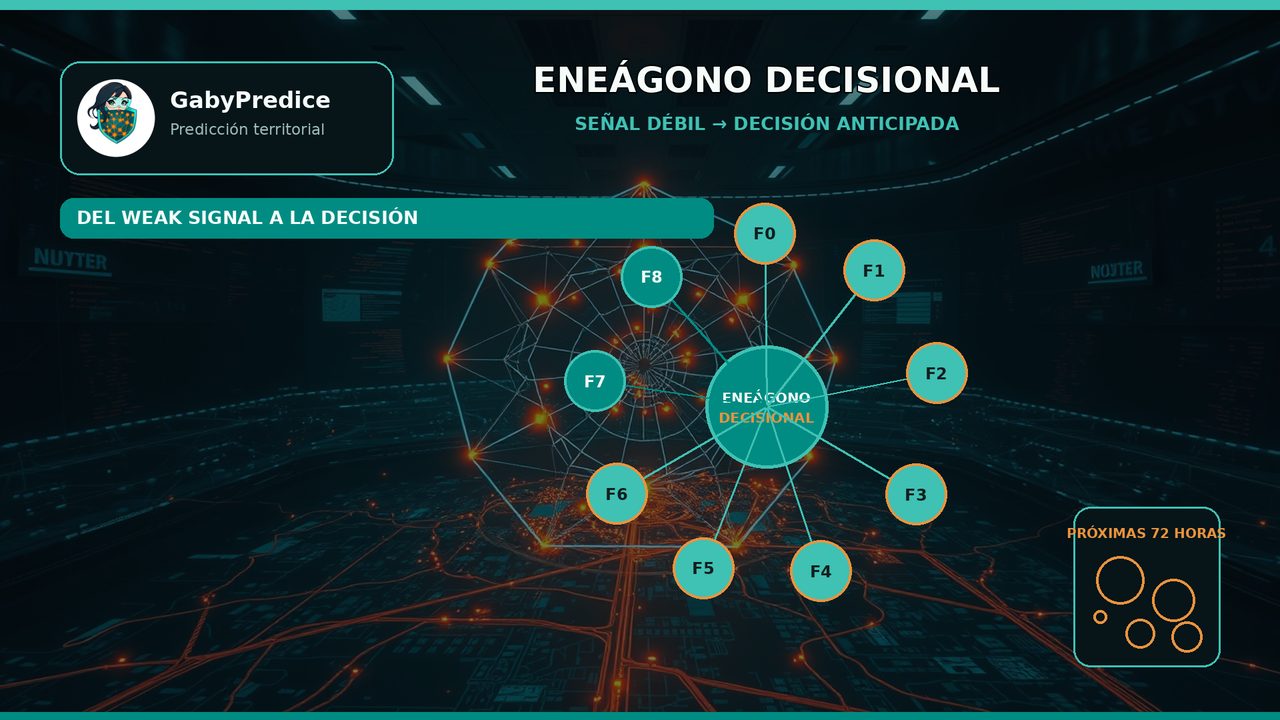 GabyPredice
Predicción territorial
ENEÁGONO DECISIONAL
SEÑAL DÉBIL → DECISIÓN ANTICIPADA
DEL WEAK SIGNAL A LA DECISIÓN
NUYTER
NOJTER
F0
F1
F2
F3
F4
F5
F6
F7
F8
ENEÁGONO
DECISIONAL
PRÓXIMAS 72 HORAS